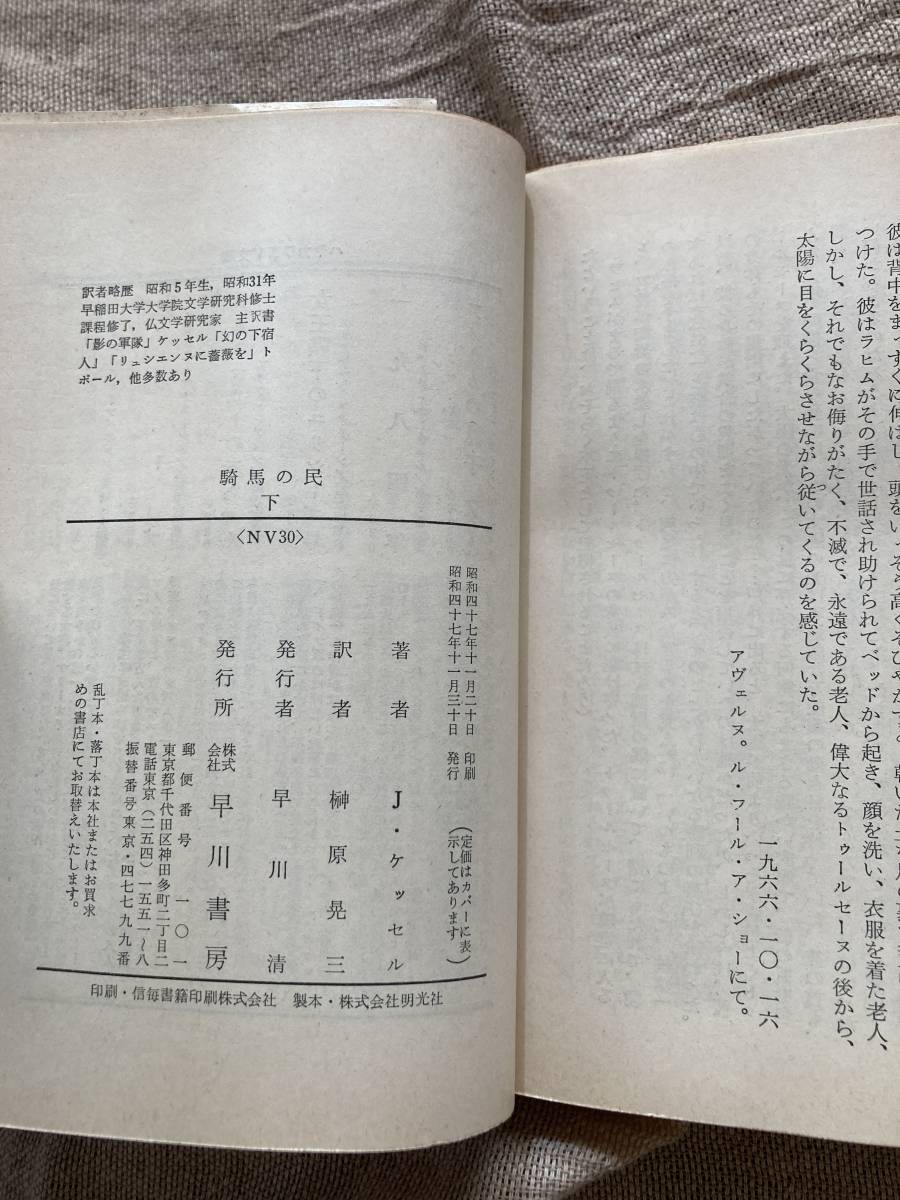 しかし、それでもなお侮りがたく、不滅で、永遠である老人、偉大なるトゥールセーヌの後から、
つけた。彼はラヒムがその手で世話され助けられてベッドから起き、顔を洗い、衣服を着た老人、
太陽に目をくらくらさせながら従いてくるのを感じていた。
一九六六・一〇・一六
アヴェルヌ。ル・フール・ア・ショーにて。
訳者略歴 昭和5年生,昭和31年
早稲田大学大学院文学研究科修士
課程修了,仏文学研究家 主訳書
「影の軍隊」ケッセル「幻の下宿
人」「リュシエンヌに薔薇を」ト
ポール,他多数あり
騎馬の民
下
〈NV30〉
昭和四十七年十一月二十日 印刷
昭和四十七年十一月三十日 発行
(定価はカバーに表
示してあります)
著者 J・ケッセル
訳者 榊原晃三
発行者 早川清
発行所 株式会社 早川書房
郵便番号 一〇一
東京都千代田区神田多町二丁目二
電話東京(二五四)一五五一〜八
振替番号東京・四七七九九番
乱丁本・落丁本は本社またはお買求
めの書店にてお取替えいたします。
印刷・信毎書籍印刷株式会社 製本・株式会社明光社